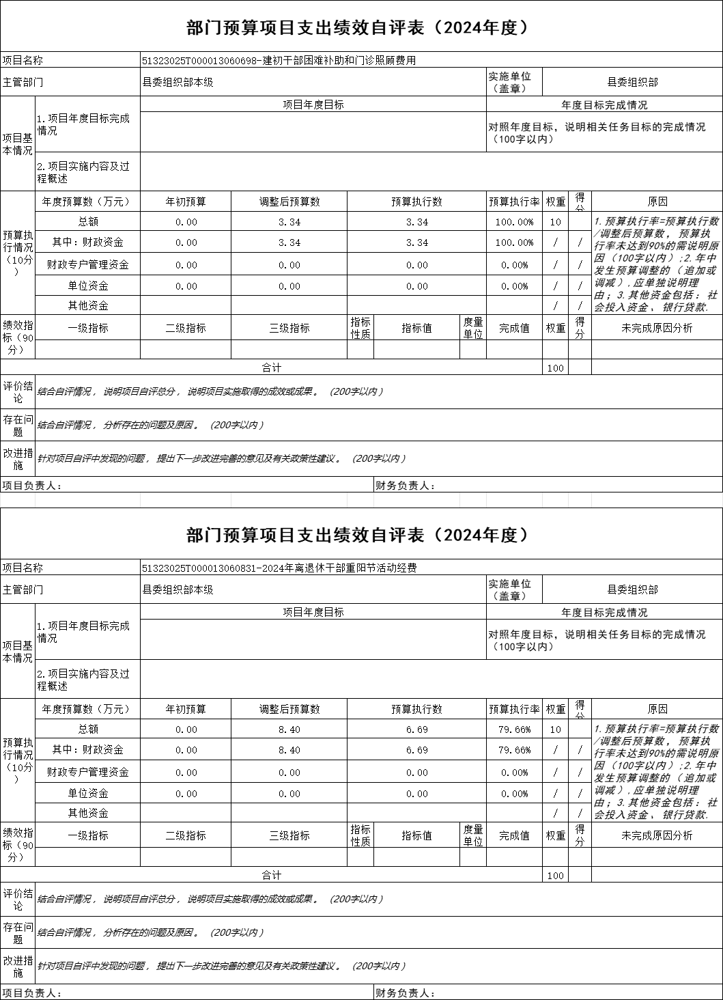 部门预算项目支出绩效自评表（2024年度）
项目名称 51323025T000013060698-建初干部困难补助和门诊照顾费用
主管部门 县委组织部本级 实施单位（盖章） 县委组织部
项目基本情况 1.项目年度目标完成情况 项目年度目标 年度目标完成情况
对照年度目标，说明相关任务目标的完成情况（100字以内）
2.项目实施内容及过程概述
预算执行情况（10分） 年度预算数（万元） 年初预算 调整后预算数 预算执行数 预算执行率 权重 得分 原因
总额 0.00 3.34 3.34 100.00% 10
其中：财政资金 0.00 3.34 3.34 100.00% / /
财政专户管理资金 0.00 0.00 0.00 0.00% / /
单位资金 0.00 0.00 0.00 0.00% / /
其他资金 / /
1.预算执行率=预算执行数/调整后预算数，预算执行率未达到90%的需说明原因（100字以内）;2.年中发生预算调整的（追加或调减）,应单独说明理由；3.其他资金包括：社会投入资金、银行贷款.
绩效指标（90分） 一级指标 二级指标 三级指标 指标性质 指标值 度量单位 完成值 权重 得分 未完成原因分析
合计 100
评价结论 结合自评情况，说明项目自评总分，说明项目实施取得的成效或成果。（200字以内）
存在问题 结合自评情况，分析存在的问题及原因。（200字以内）
改进措施 针对项目自评中发现的问题，提出下一步改进完善的意见及有关政策性建议。（200字以内）
项目负责人： 财务负责人：
部门预算项目支出绩效自评表（2024年度）
项目名称 51323025T000013060831-2024年离退休干部重阳节活动经费
主管部门 县委组织部本级 实施单位（盖章） 县委组织部
项目基本情况 1.项目年度目标完成情况 项目年度目标 年度目标完成情况
对照年度目标，说明相关任务目标的完成情况（100字以内）
2.项目实施内容及过程概述
预算执行情况（10分） 年度预算数（万元） 年初预算 调整后预算数 预算执行数 预算执行率 权重 得分 原因
总额 0.00 8.40 6.69 79.66% 10
其中：财政资金 0.00 8.40 6.69 79.66% / /
财政专户管理资金 0.00 0.00 0.00 0.00% / /
单位资金 0.00 0.00 0.00 0.00% / /
其他资金 / /
1.预算执行率=预算执行数/调整后预算数，预算执行率未达到90%的需说明原因（100字以内）;2.年中发生预算调整的（追加或调减）,应单独说明理由；3.其他资金包括：社会投入资金、银行贷款.
绩效指标（90分） 一级指标 二级指标 三级指标 指标性质 指标值 度量单位 完成值 权重 得分 未完成原因分析
合计 100
评价结论 结合自评情况，说明项目自评总分，说明项目实施取得的成效或成果。（200字以内）
存在问题 结合自评情况，分析存在的问题及原因。（200字以内）
改进措施 针对项目自评中发现的问题，提出下一步改进完善的意见及有关政策性建议。（200字以内）
项目负责人： 财务负责人：